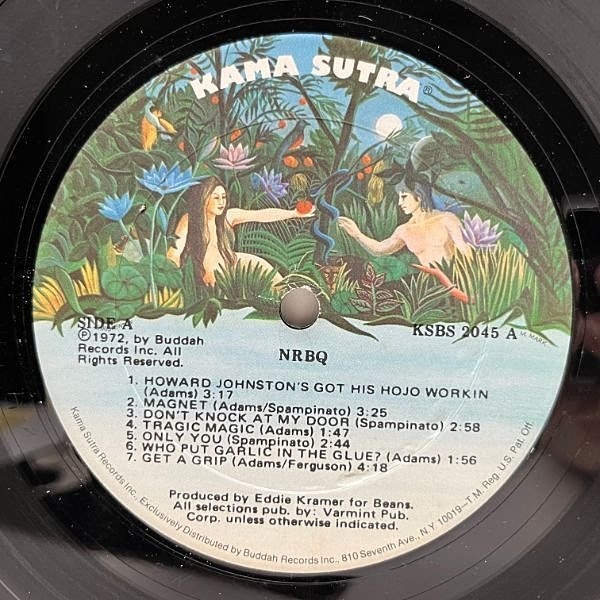 KAMA SUTRA®
SIDE A
℗1972, by Buddah
Records Inc. All
Rights Reserved.
KSBS 2045 A
NRBQ
1. HOWARD JOHNSTON'S GOT HIS HOJO WORKIN
(Adams) 3:17
2. MAGNET (Adams/Spampinato) 3:25
3. DON'T KNOCK AT MY DOOR (Spampinato) 2:58
4. TRAGIC MAGIC (Adams) 1:47
5. ONLY YOU (Spampinato) 2:44
6. WHO PUT GARLIC IN THE GLUE? (Adams) 1:56
7. GET A GRIP (Adams/Ferguson) 4:18
Produced by Eddie Kramer for Beans.
All selections pub. by: Varmint Pub.
Corp. unless otherwise indicated.
Kama Sutra Records Inc., Exclusively Distributed by Buddah Records Inc., 810 Seventh Ave., N.Y. 10019—T.M. Reg. U.S. Pat. Off.